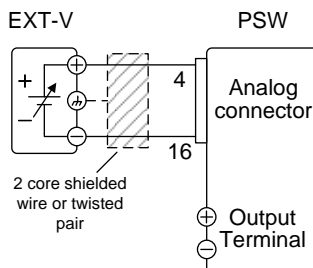 EXT-V
PSW
+
−
+
−
4
16
Analog
connector
2 core shielded
wire or twisted
pair
+
−
Output
Terminal